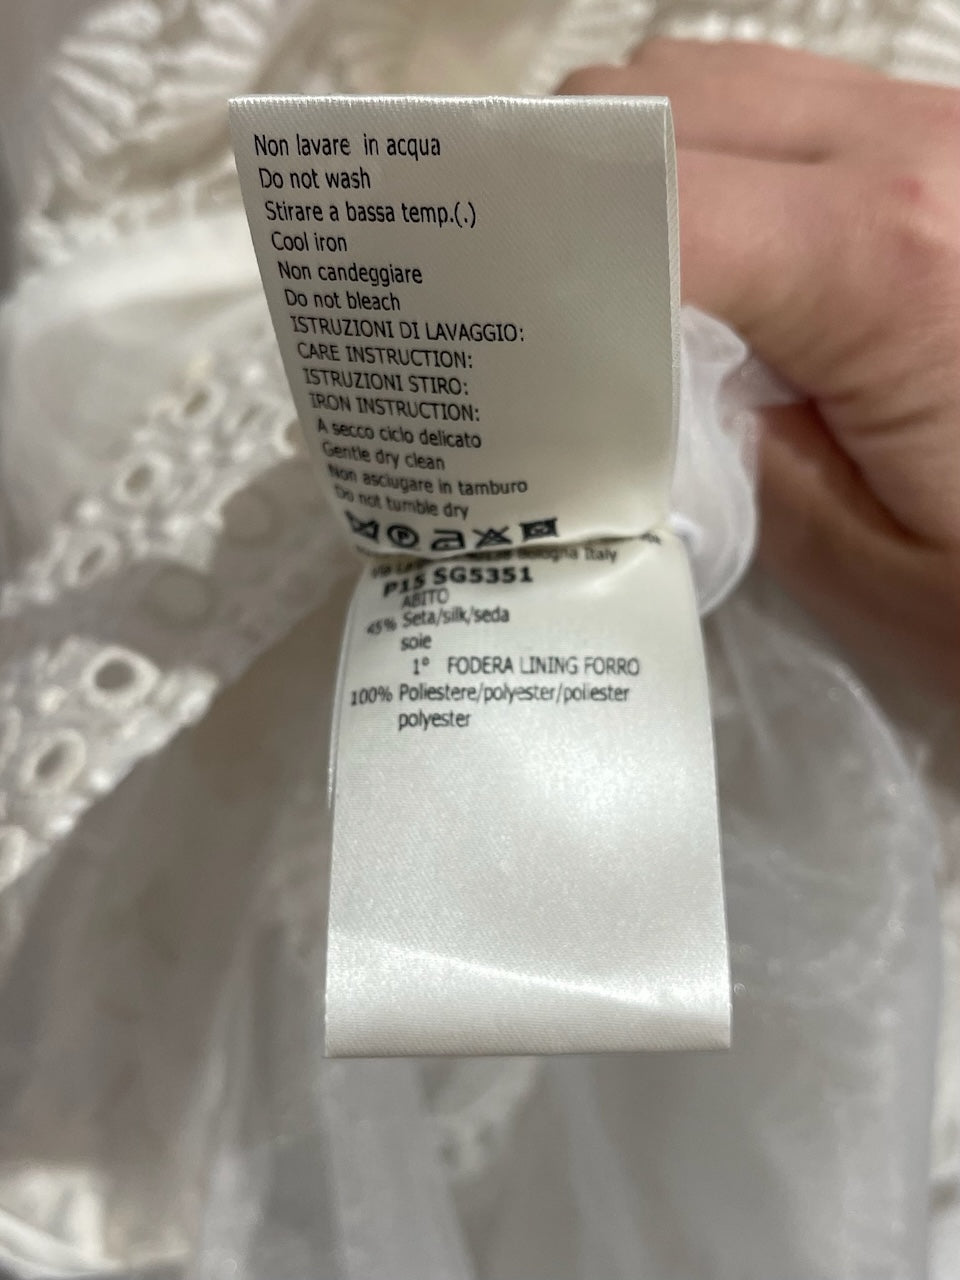 Non lavare in acqua
Do not wash
Stirare a bassa temp.(.)
Cool iron
Non candeggiare
Do not bleach
ISTRUZIONI DI LAVAGGIO:
CARE INSTRUCTION:
ISTRUZIONI STIRO:
IRON INSTRUCTION:
A secco ciclo delicato
Gentle dry clean
Non asciugare in tamburo
Do not tumble dry
P
Bologna Italy
P15 SG5351
ABITO
45% Seta/silk/seda
soie
1° FODERA LINING FORRO
100% Poliestere/polyester/poliester
polyester